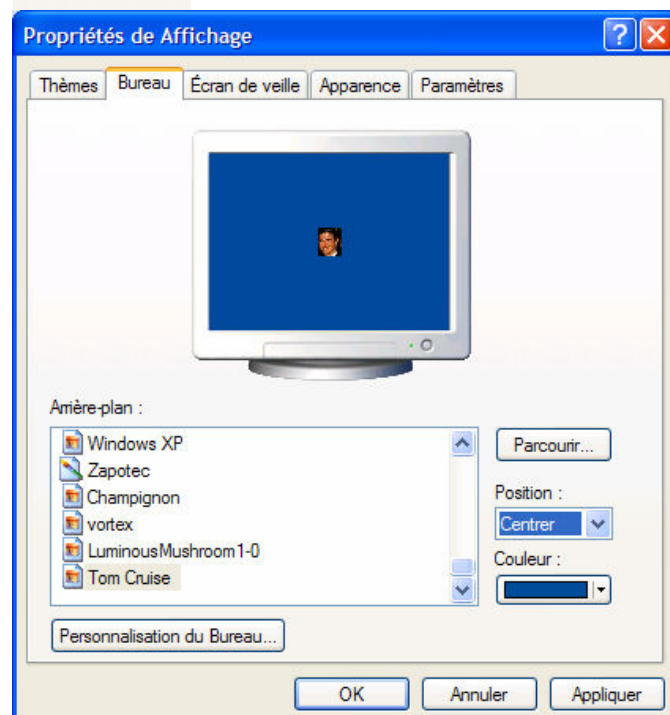 Propriétés de Affichage
Thèmes Bureau Écran de veille Apparence Paramètres
Arrière-plan :
Windows XP
Zapotec
Champignon
vortex
LuminousMushroom1-0
Tom Cruise
Parcourir...
Position :
Centrer
Couleur :
Personnalisation du Bureau...
OK Annuler Appliquer